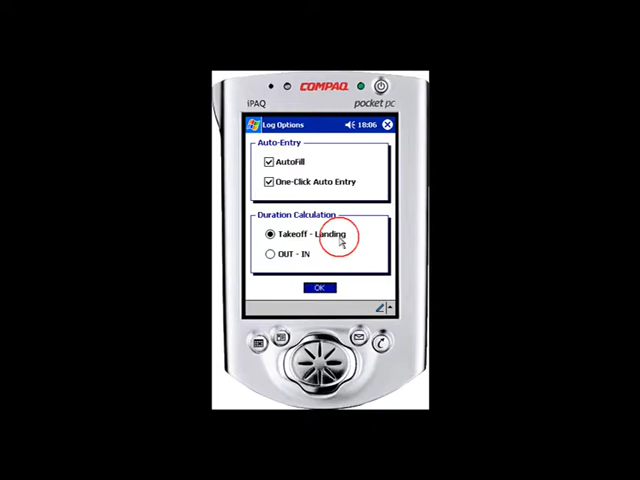 COMPAQ
iPAQ
pocket pc
Log Options 18:06
Auto-Entry
AutoFill
One-Click Auto Entry
Duration Calculation
Takeoff - Landing
OUT - IN
OK